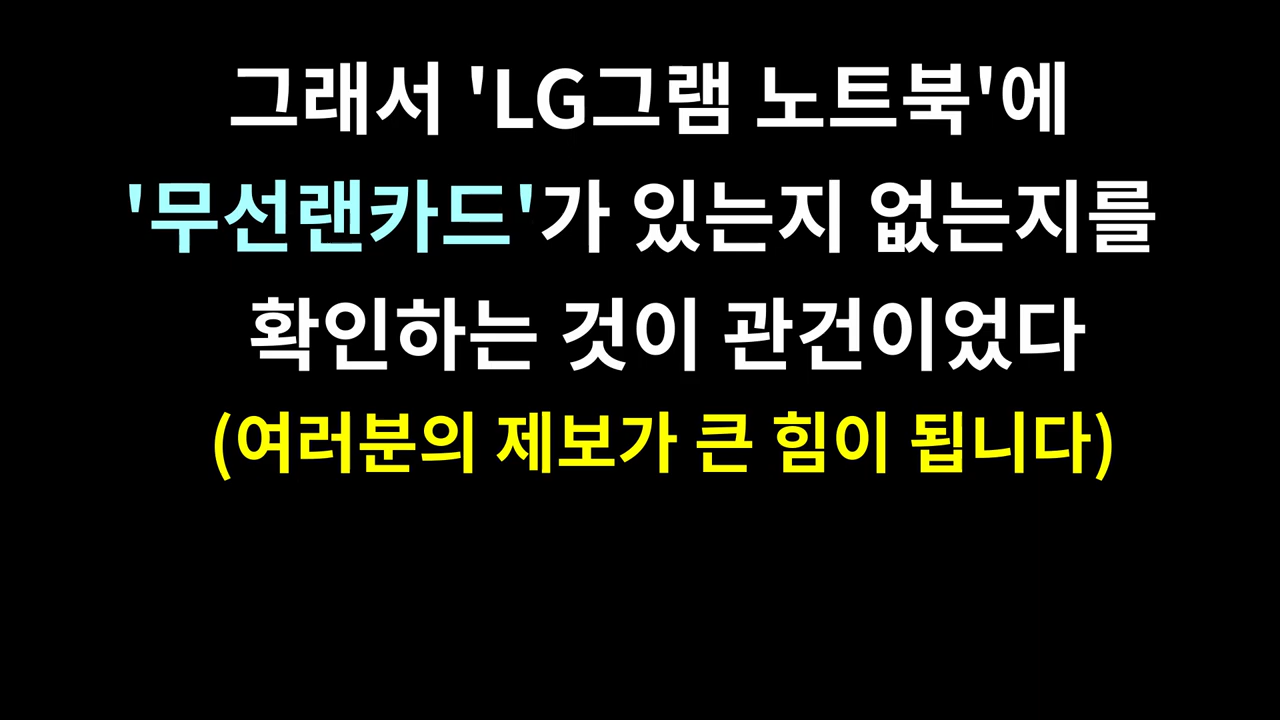 그래서 'LG그램 노트북'에
'무선랜카드'가 있는지 없는지를
확인하는 것이 관건이었다
(여러분의 제보가 큰 힘이 됩니다)